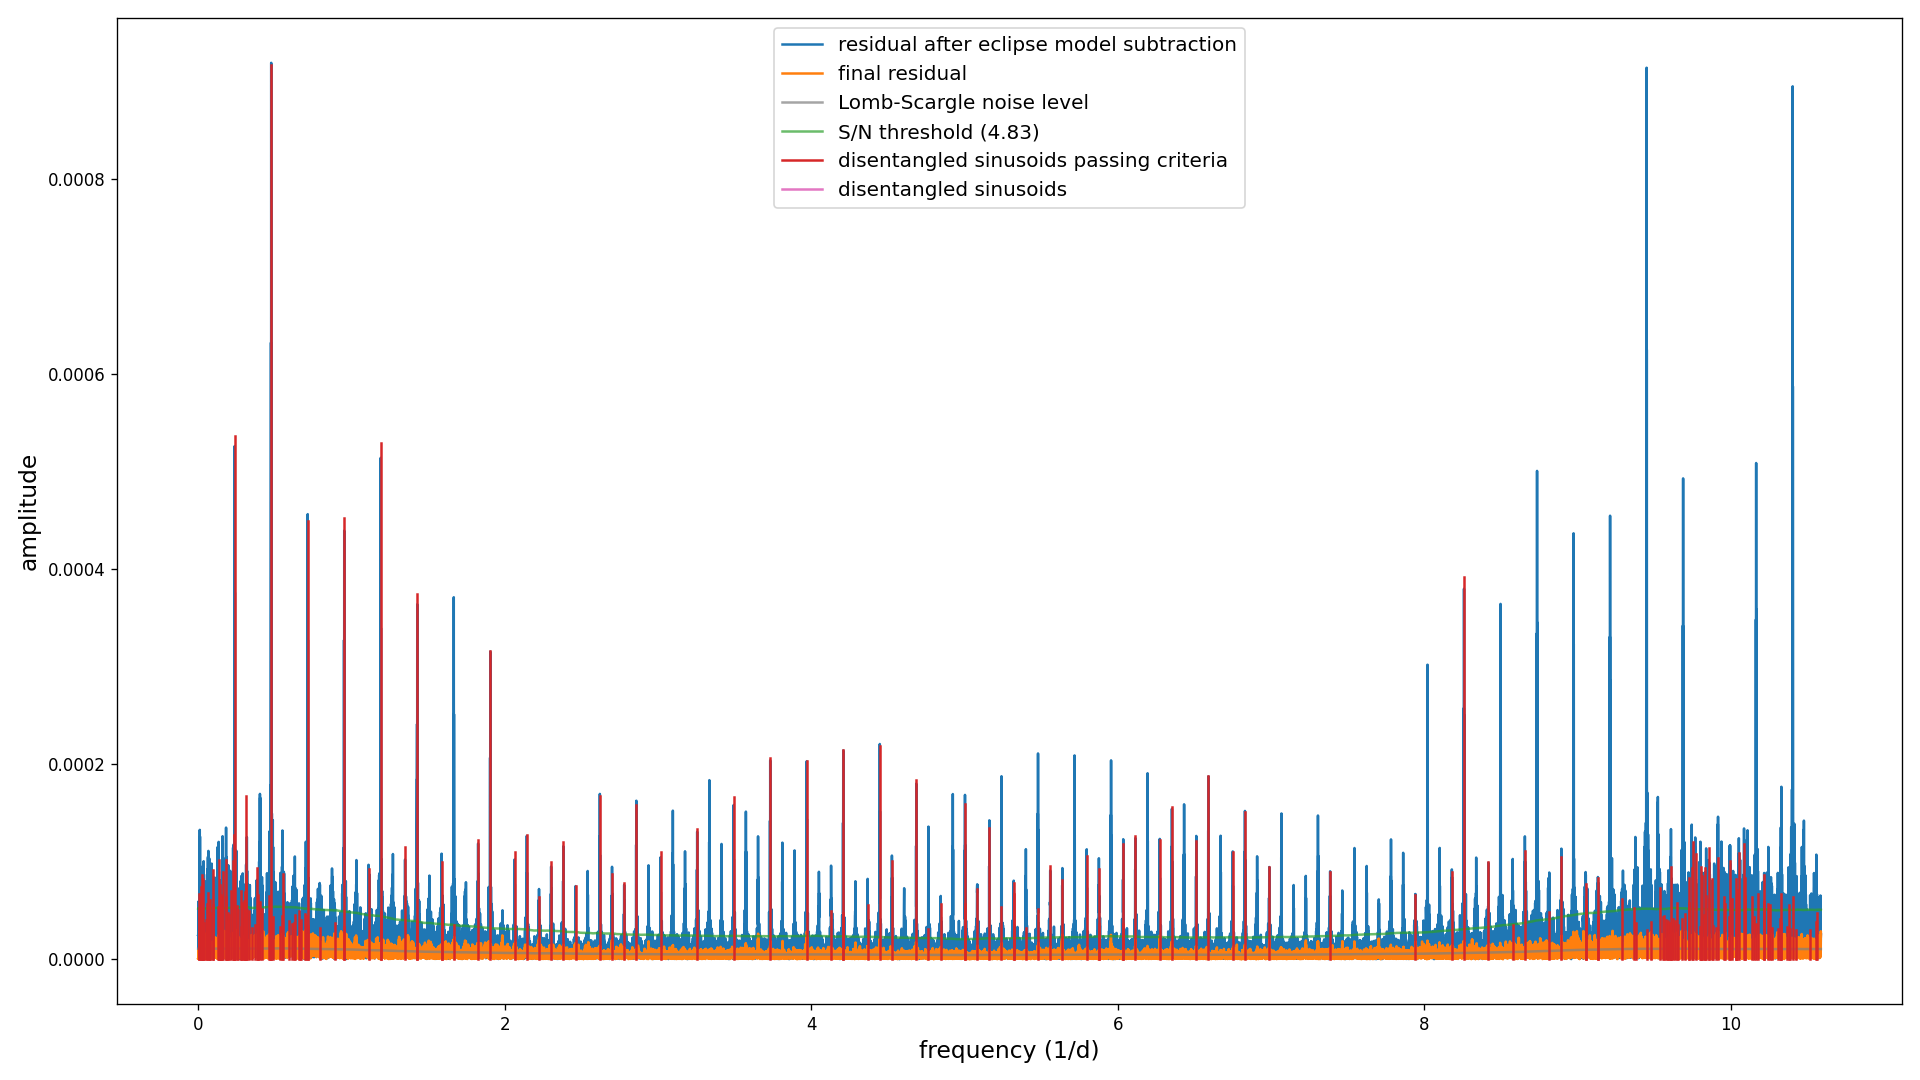 residual after eclipse model subtraction
final residual
Lomb-Scargle noise level
S/N threshold (4.83)
disentangled sinusoids passing criteria
disentangled sinusoids
0.0008
0.0006
0.0004
0.0002
0.0000
amplitude
0 2 4 6 8 10
frequency (1/d)